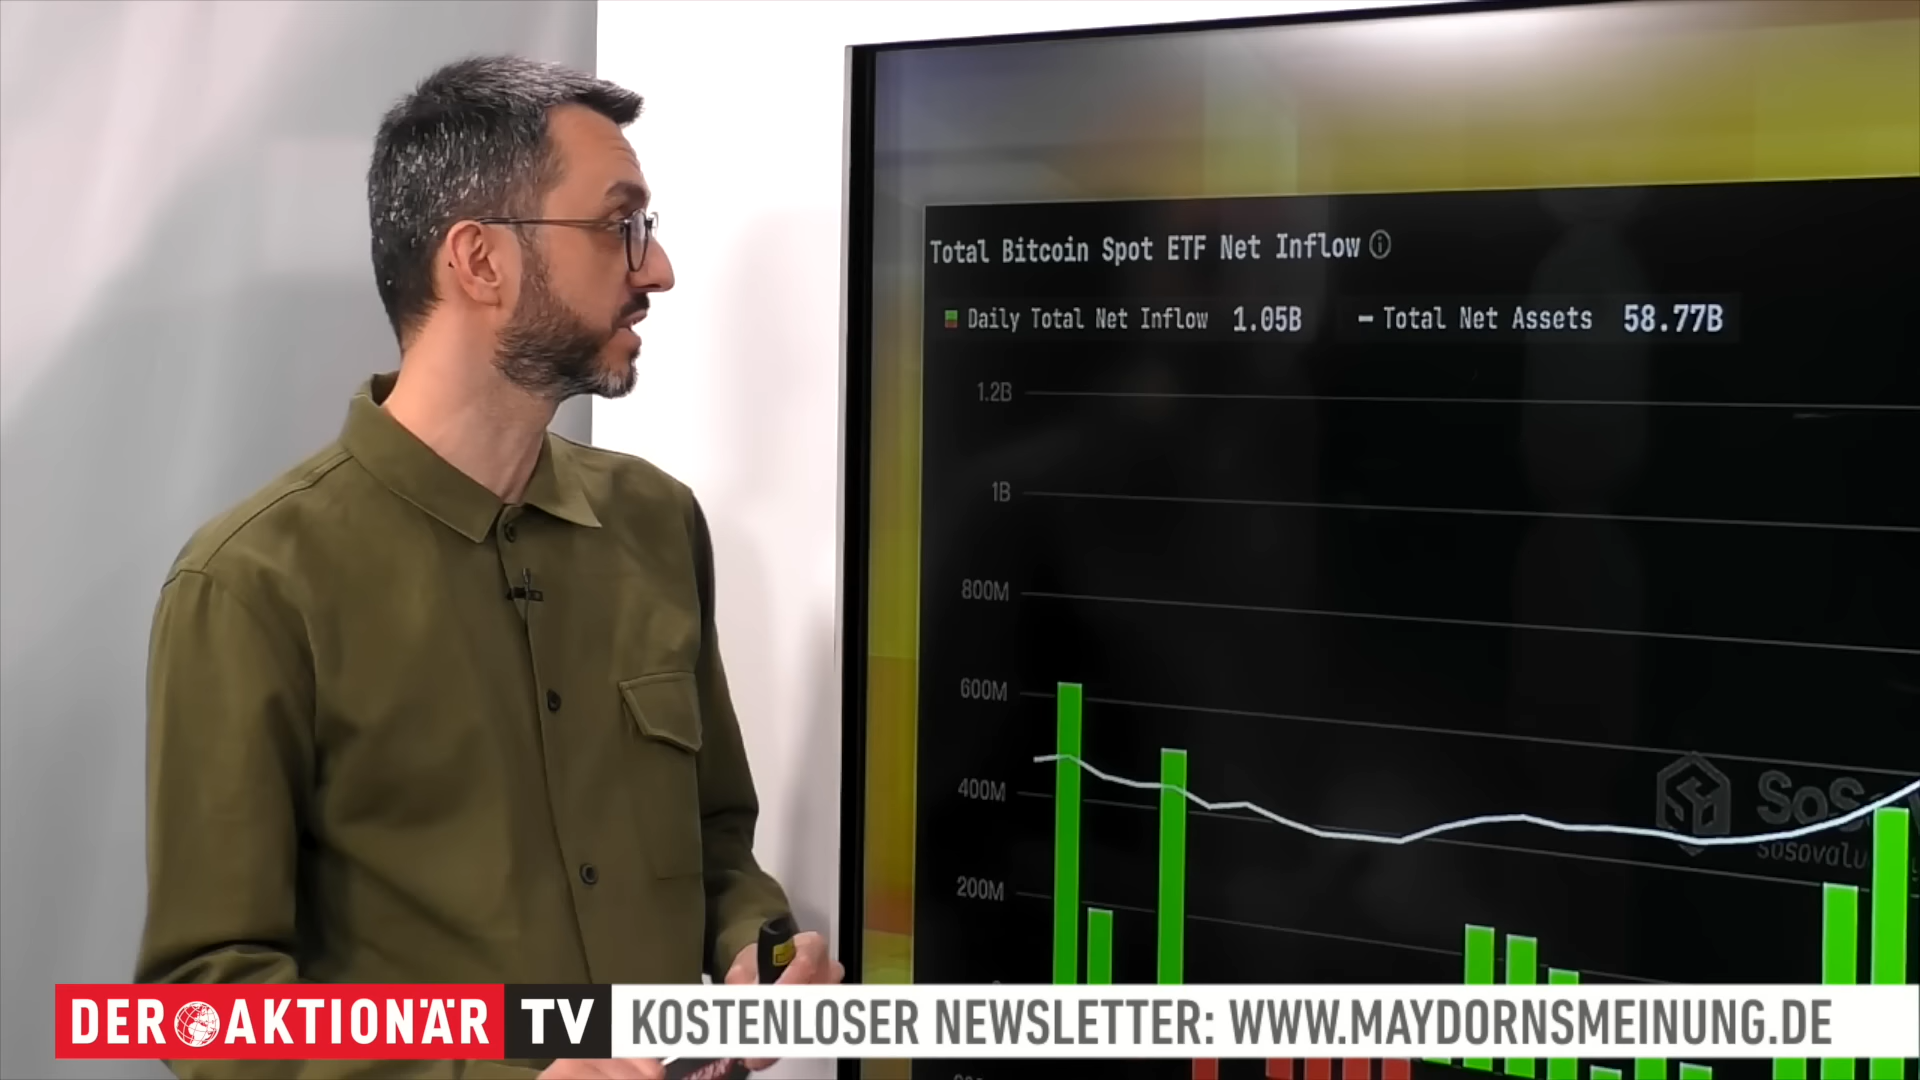 Total Bitcoin Spot ETF Net Inflow
Daily Total Net Inflow 1.05B Total Net Assets 58.77B
1.2B
1B
800M
600M
400M
200M
DER AKTIONÄR TV KOSTENLOSER NEWSLETTER: WWW.MAYDORNSMEINUNG.DE